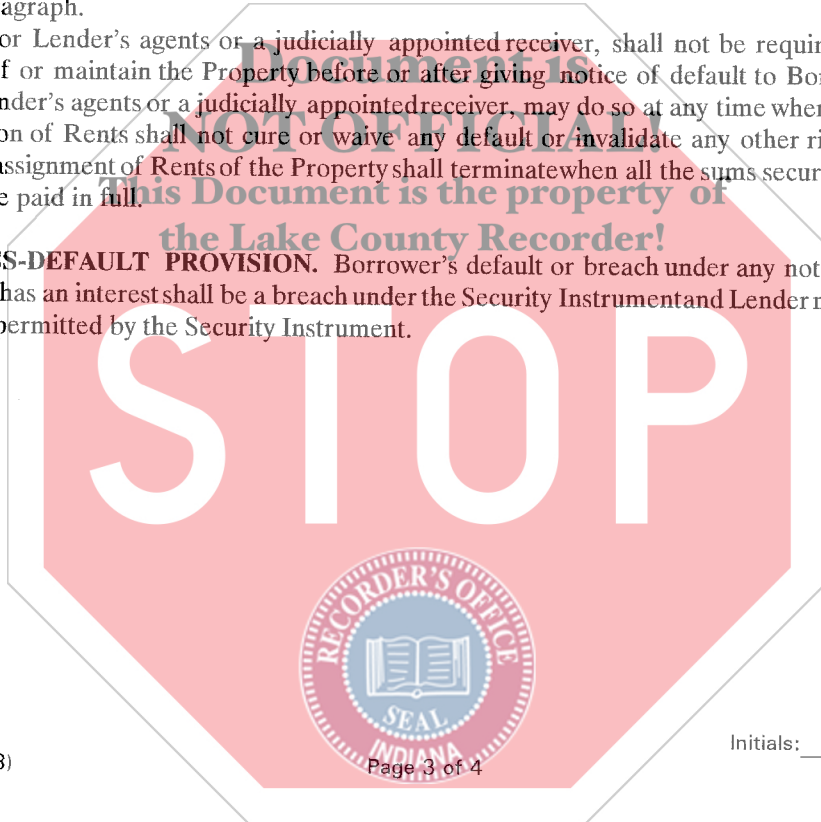 agraph.
or Lender's agents or a judicially appointed receiver, shall not be requir
f or maintain the Property before or after giving notice of default to Bor
nder's agents or a judicially appointed receiver, may do so at any time when
on of Rents shall not cure or waive any default or invalidate any other ri
assignment of Rents of the Property shall terminate when all the sums secur
e paid in full.
Document is
NOT OFFICIAL!
This Document is the property of
the Lake County Recorder!
S-DEFAULT PROVISION. Borrower's default or breach under any not
has an interest shall be a breach under the Security Instrument and Lender
permitted by the Security Instrument.
STOP
RECORDER'S OFFICE
SEAL
INDIANA
Initials:
3)
Page 3 of 4